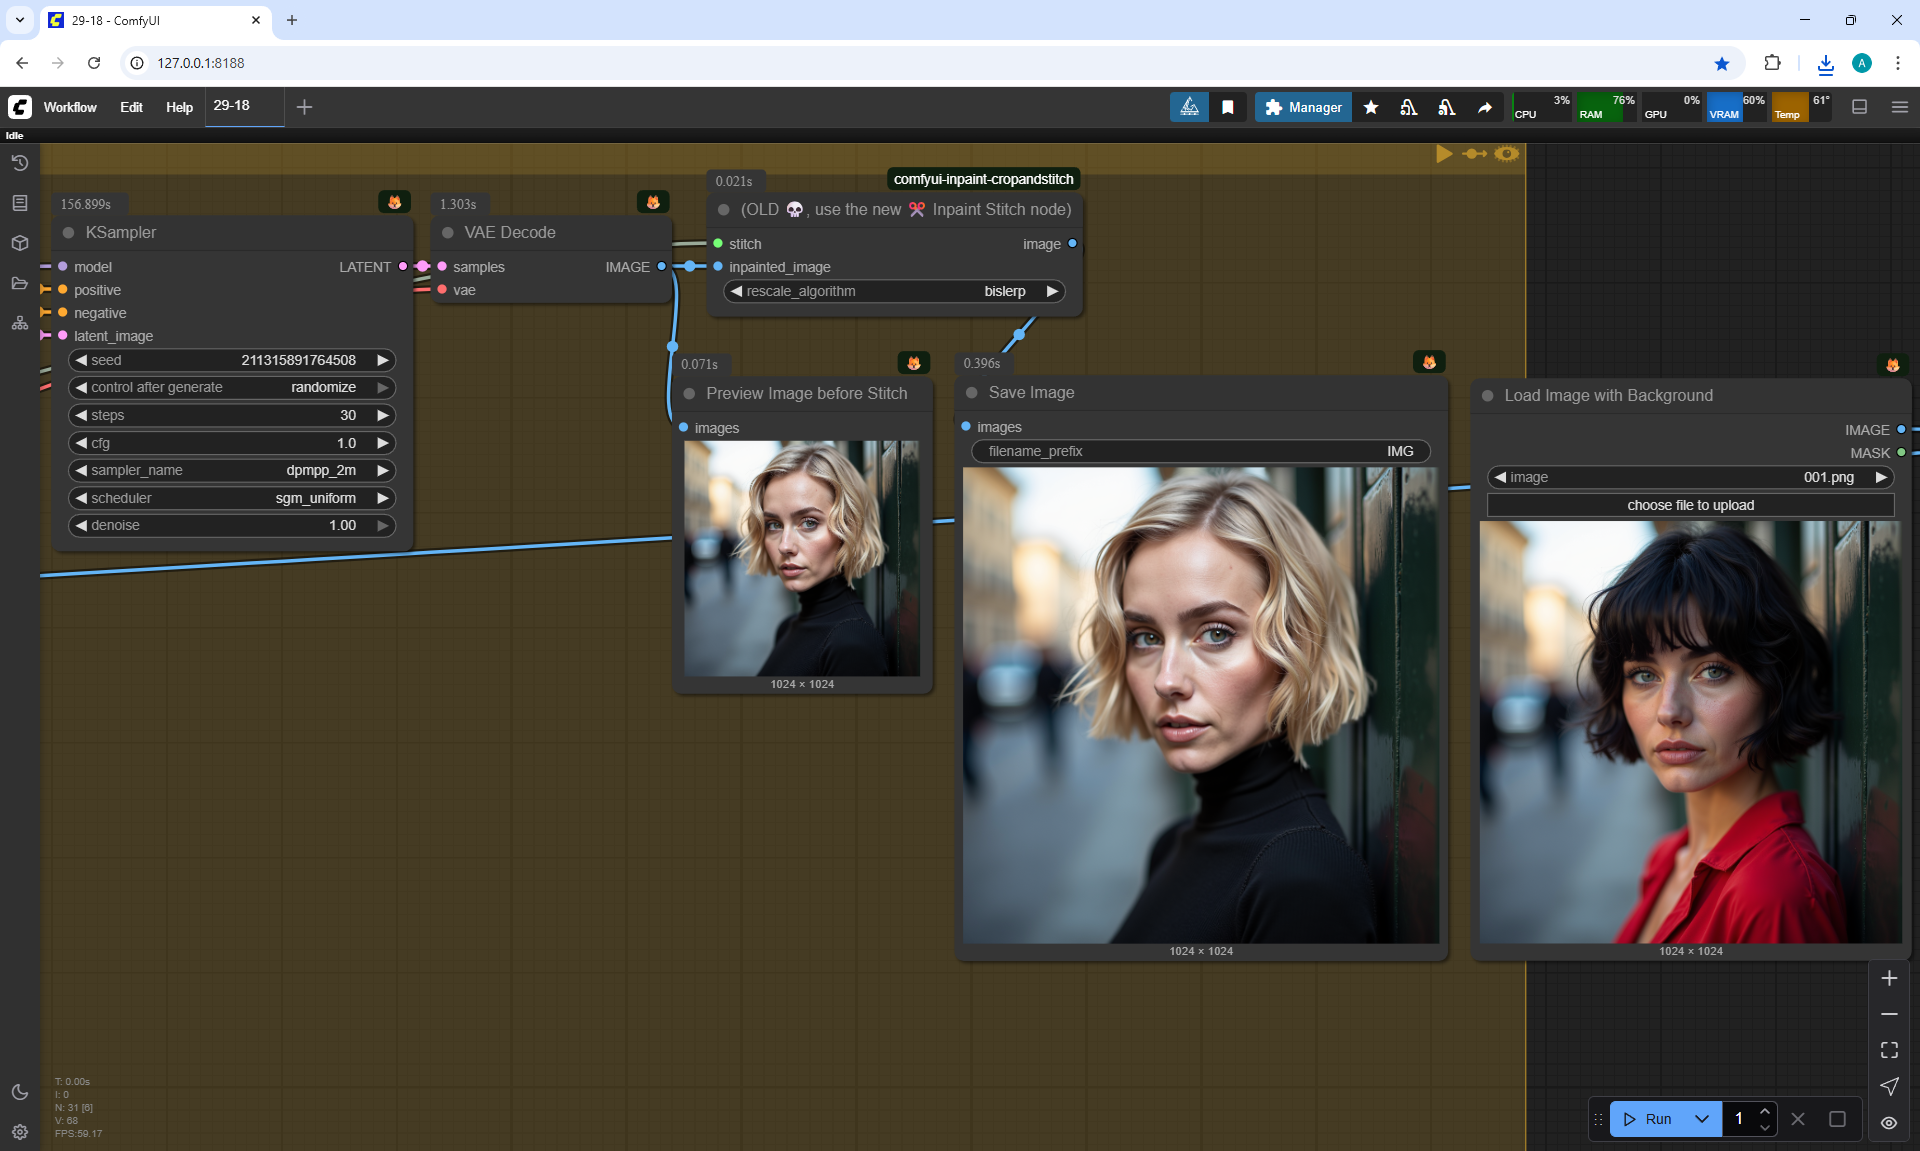 29-18 - ComfyUI
127.0.0.1:8188
A
Workflow Edit Help 29-18
Manager
3% CPU
76% RAM
0% GPU
60% VRAM
61° Temp
Idle
comfyui-inpaint-cropandstitch
0.021s
(OLD 💀, use the new ✂️ Inpaint Stitch node)
stitch image
inpainted_image
rescale_algorithm bislerp
156.899s
KSampler
model LATENT
positive
negative
latent_image
seed 211315891764508
control after generate randomize
steps 30
cfg 1.0
sampler_name dpmpp_2m
scheduler sgm_uniform
denoise 1.00
1.303s
VAE Decode
samples IMAGE
vae
0.071s
Preview Image before Stitch
images
1024 × 1024
0.396s
Save Image
images
filename_prefix IMG
1024 × 1024
Load Image with Background
IMAGE
MASK
image 001.png
choose file to upload
1024 × 1024
T: 0.00s
I: 0
N: 31 [6]
V: 68
FPS:59.17
Run 1